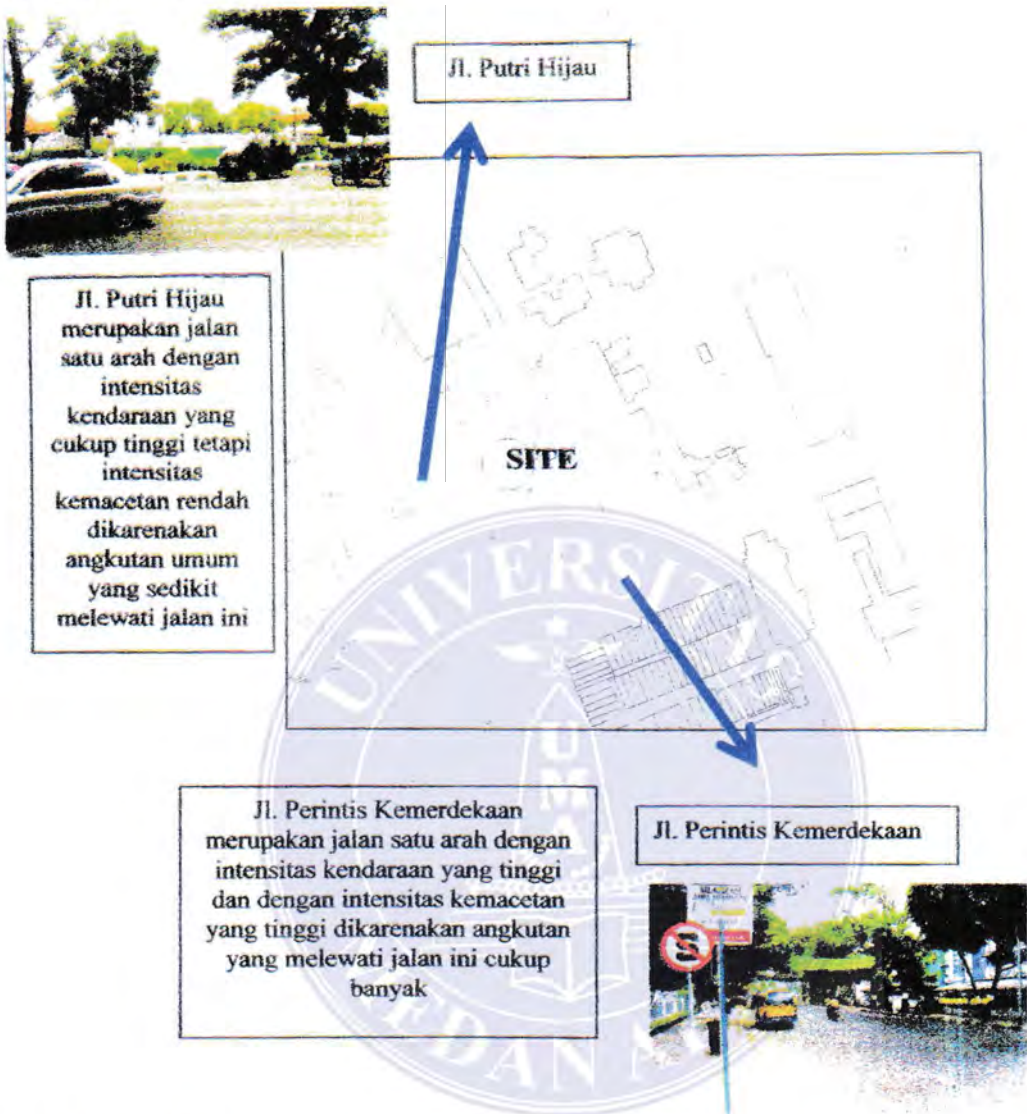 Jl. Putri Hijau
Jl. Putri Hijau
merupakan jalan
satu arah dengan
intensitas
kendaraan yang
cukup tinggi tetapi
intensitas
kemacetan rendah
dikarenakan
angkutan umum
yang sedikit
melewati jalan ini
SITE
UNIVERSITAS
UMA
MEDAN AREA
Jl. Perintis Kemerdekaan
merupakan jalan satu arah dengan
intensitas kendaraan yang tinggi
dan dengan intensitas kemacetan
yang tinggi dikarenakan angkutan
yang melewati jalan ini cukup
banyak
Jl. Perintis Kemerdekaan